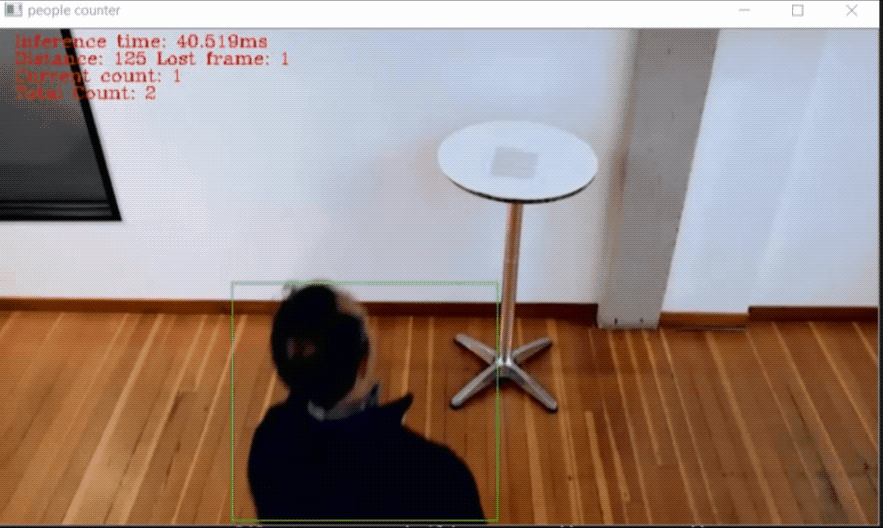 people counter
Inference time: 40.519ms
Distance: 125 Lost frame: 1
Current count: 1
Total Count: 2